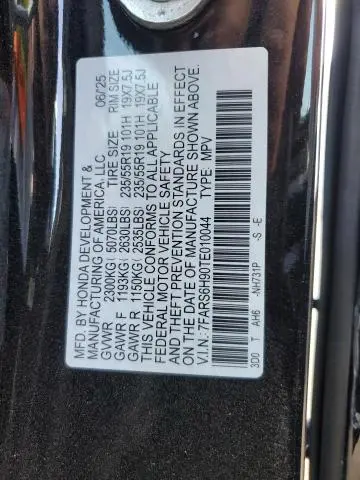 MFD. BY HONDA DEVELOPMENT &
MANUFACTURING OF AMERICA, LLC 06/25
GVWR 2300KG( 5070LBS) TIRE SIZE RIM SIZE
GAWR F 1193KG( 2630LBS) 235/55R19 101H 19X7.5J
GAWR R 1150KG( 2536LBS) 235/55R19 101H 19X7.5J
THIS VEHICLE CONFORMS TO ALL APPLICABLE
FEDERAL MOTOR VEHICLE SAFETY
AND THEFT PREVENTION STANDARDS IN EFFECT
ON THE DATE OF MANUFACTURE SHOWN ABOVE.
V.I.N.: 7FARS6H90TE010044 TYPE: MPV
3D0 T AH6 -NH731P -S -E